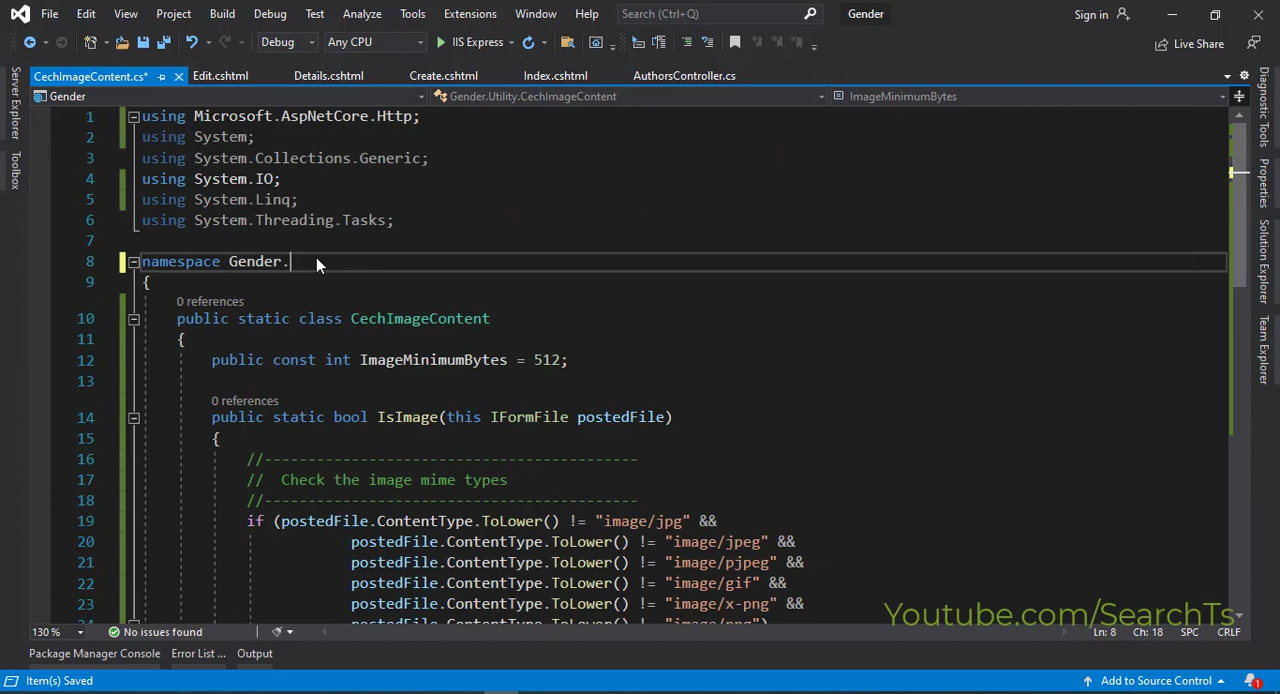 File Edit View Project Build Debug Test Analyze Tools Extensions Window Help Search (Ctrl+Q) Gender Sign in
Debug Any CPU IIS Express Live Share
CechImageContent.cs* Edit.cshtml Details.cshtml Create.cshtml Index.cshtml AuthorsController.cs
Gender Gender.Utility.CechImageContent ImageMinimumBytes
Server Explorer
Toolbox
Diagnostic Tools
Properties
Solution Explorer
Team Explorer
1 using Microsoft.AspNetCore.Http;
2 using System;
3 using System.Collections.Generic;
4 using System.IO;
5 using System.Linq;
6 using System.Threading.Tasks;
7
8 namespace Gender.
9 {
0 references
10 public static class CechImageContent
11 {
12 public const int ImageMinimumBytes = 512;
13
0 references
14 public static bool IsImage(this IFormFile postedFile)
15 {
16 //-------------------------------------------
17 // Check the image mime types
18 //-------------------------------------------
19 if (postedFile.ContentType.ToLower() != "image/jpg" &&
20 postedFile.ContentType.ToLower() != "image/jpeg" &&
21 postedFile.ContentType.ToLower() != "image/pjpeg" &&
22 postedFile.ContentType.ToLower() != "image/gif" &&
23 postedFile.ContentType.ToLower() != "image/x-png" &&
24 postedFile.ContentType.ToLower() != "image/png")
Youtube.com/SearchTs
130 % No issues found Ln: 8 Ch: 18 SPC CRLF
Package Manager Console Error List ... Output
Item(s) Saved Add to Source Control 1